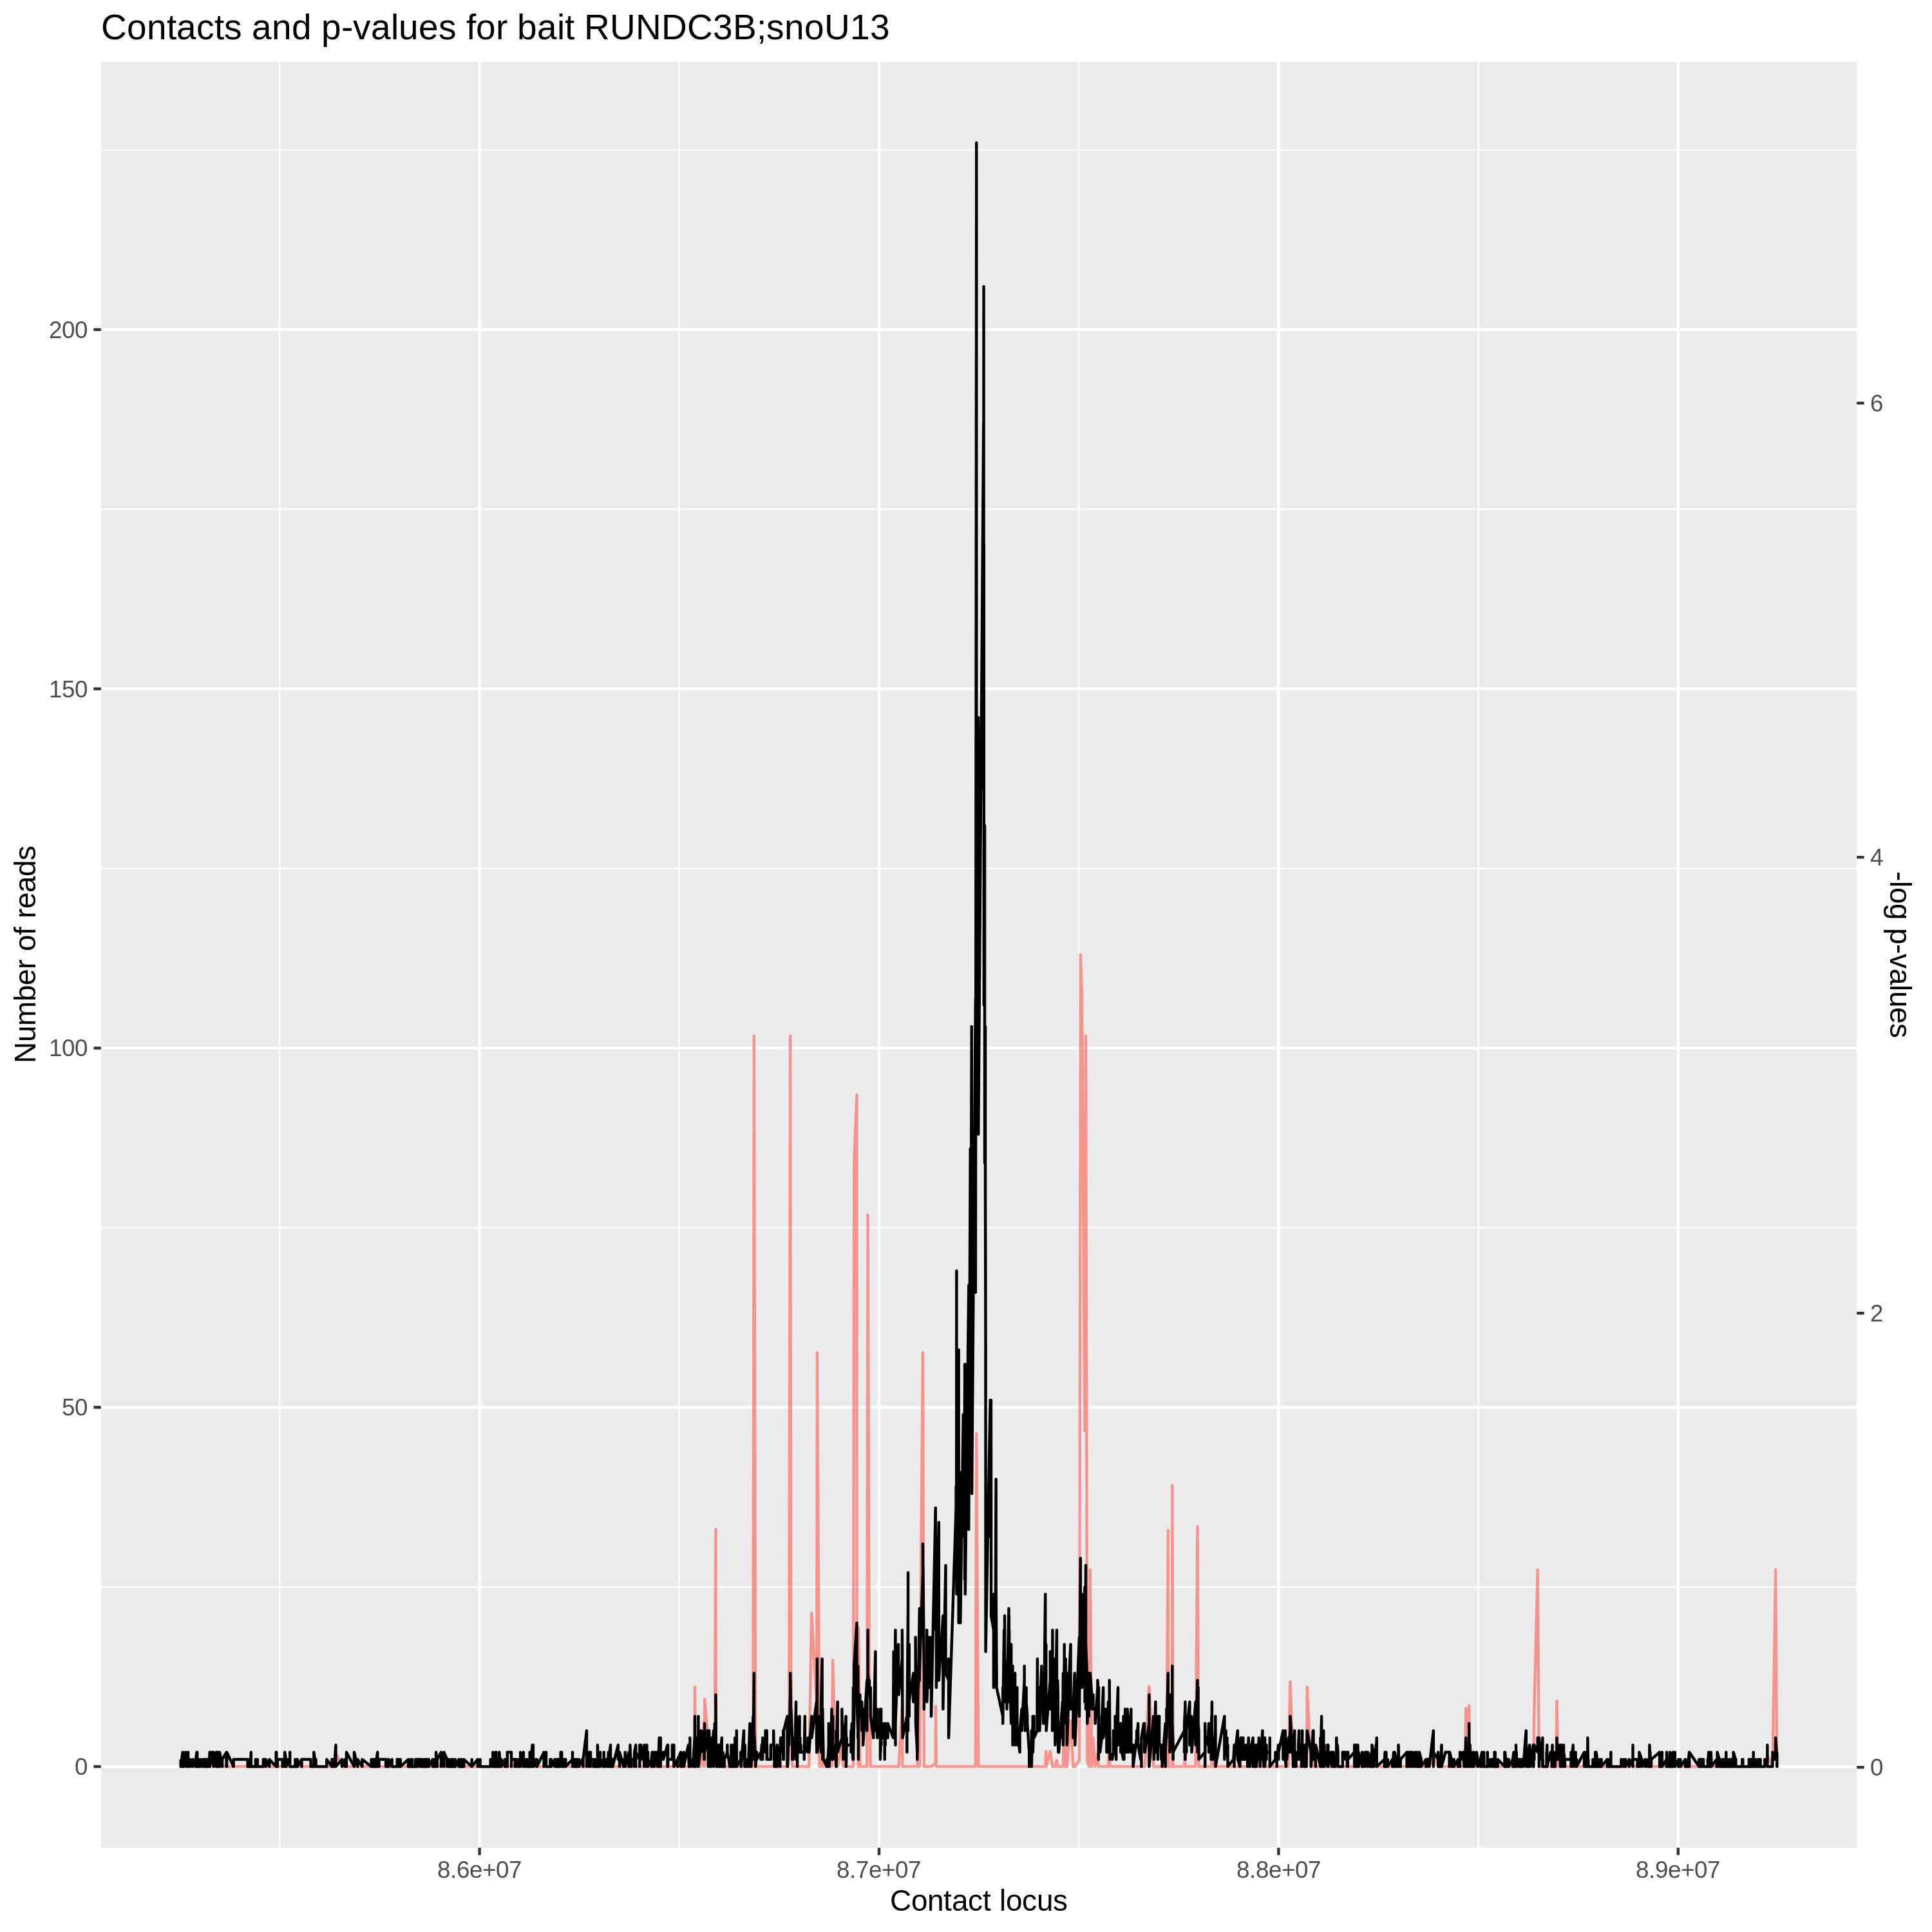 Contacts and p-values for bait RUNDC3B;snoU13
200
150
100
50
0
Number of reads
6
4
2
0
-log p-values
8.6e+07
8.7e+07
8.8e+07
8.9e+07
Contact locus